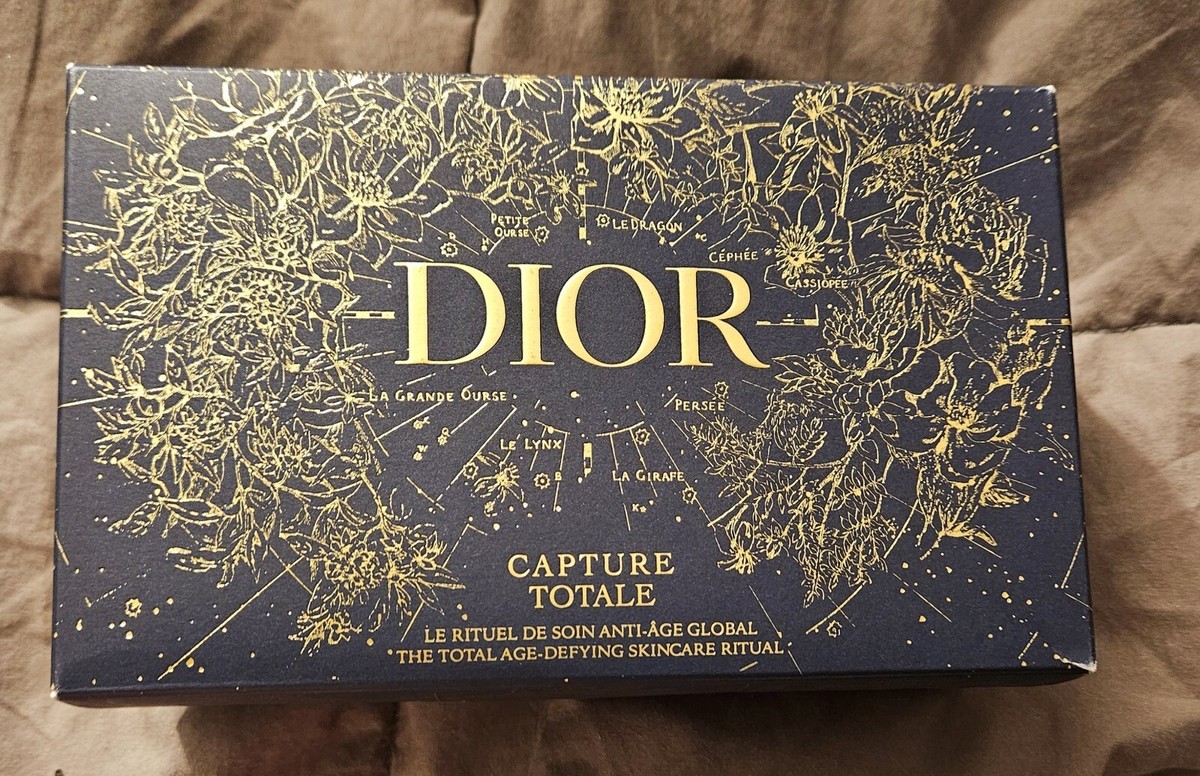 PETITE
OURSE
LE DRAGON
CÉPHÉE
CASSIOPÉE
DIOR
LA GRANDE OURSE
PERSÉE
LE LYNX
B
LA GIRAFE
CAPTURE
TOTALE
LE RITUEL DE SOIN ANTI-ÂGE GLOBAL
THE TOTAL AGE-DEFYING SKINCARE RITUAL